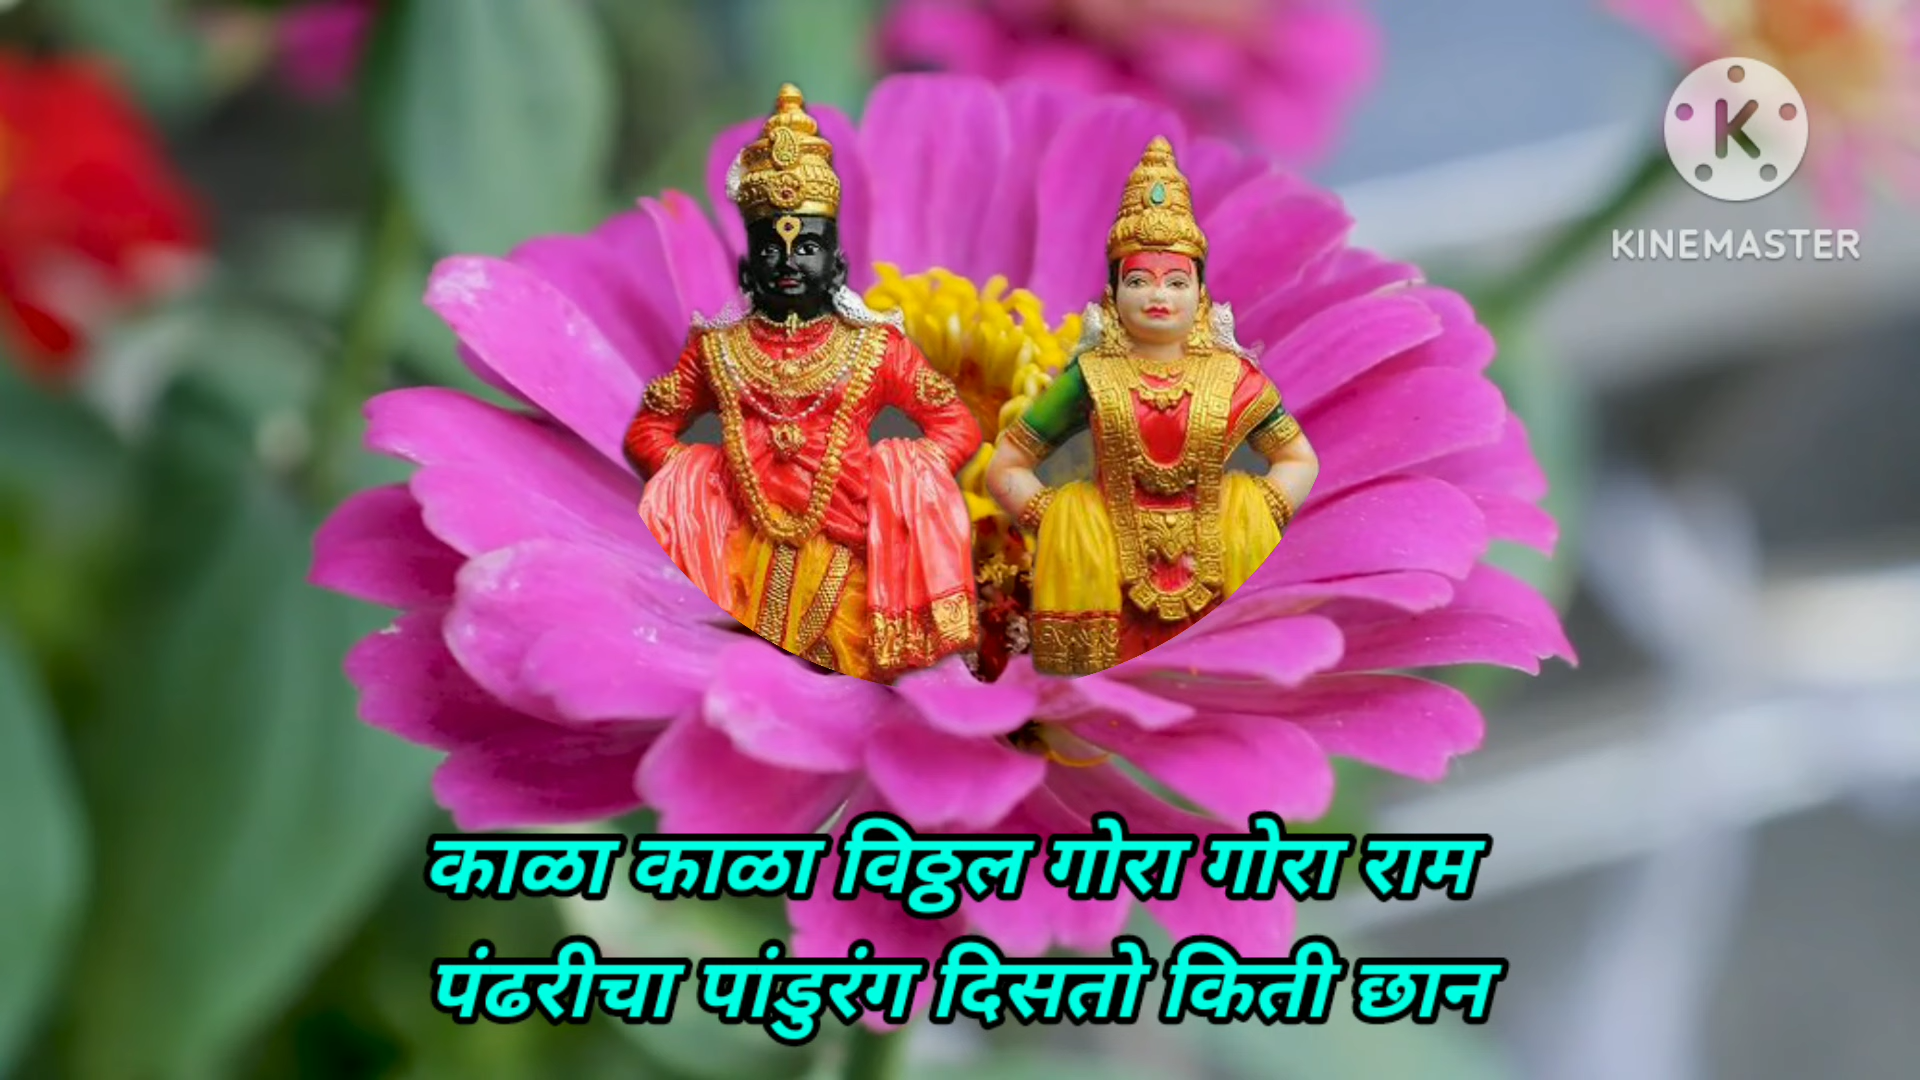 K
KINEMASTER
काळा काळा विठ्ठल गोरा गोरा राम
पंढरीचा पांडुरंग दिसतो किती छान